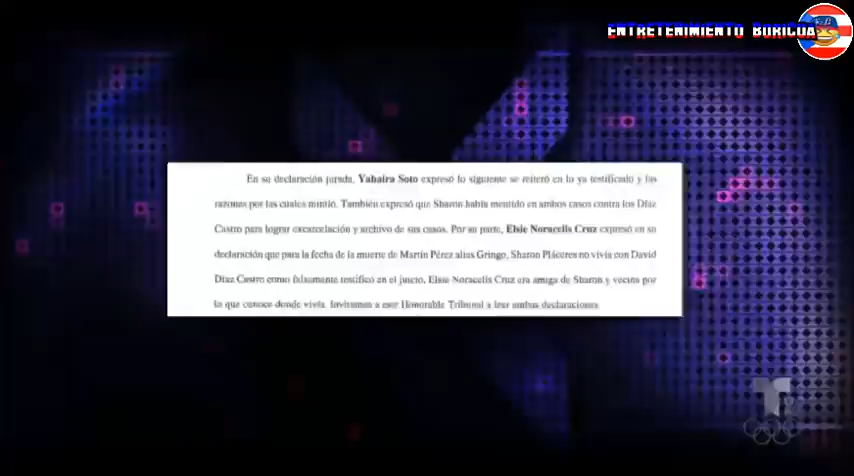 ENTRETENIMIENTO BORICUA
En su declaración jurada, Yahaira Soto expresó lo siguiente se reiteró en lo ya testificado y las
razones por las cuales mintió. También expresó que Sharon había mentido en ambos casos contra los Díaz
Castro para lograr excarcelación y archivo de sus casos. Por su parte, Elsie Noracelis Cruz expresó en su
declaración que para la fecha de la muerte de Martín Pérez alias Gringo, Sharon Pláceres no vivía con David
Díaz Castro como falsamente testificó en el juicio. Elsie Noracelis Cruz era amiga de Sharon y vecina por
lo que conoce donde vivía. Invitamos a este Honorable Tribunal a leer ambas declaraciones.